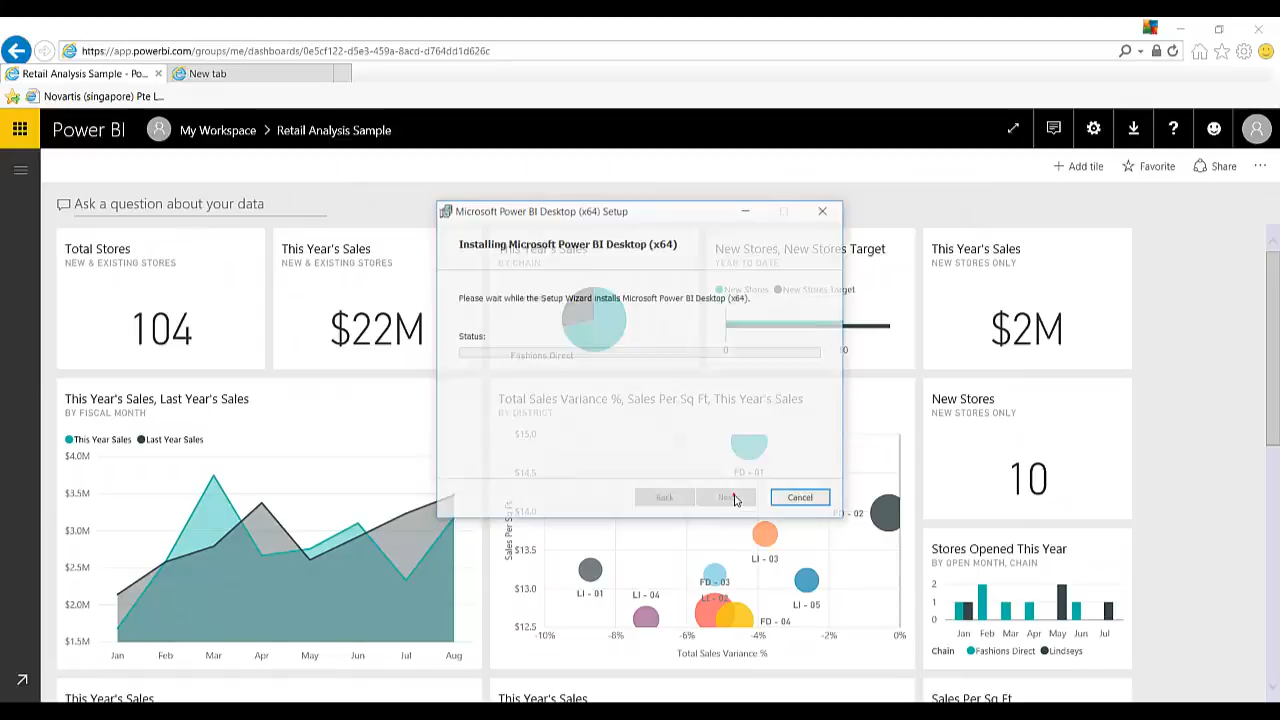 https://app.powerbi.com/groups/me/dashboards/0e5cf122-d5e3-459a-8acd-d764dd1d626c
Retail Analysis Sample - Po...
New tab
Novartis (singapore) Pte L...
Power BI
My Workspace > Retail Analysis Sample
?
+ Add tile
Favorite
Share
...
Ask a question about your data
Microsoft Power BI Desktop (x64) Setup
Installing Microsoft Power BI Desktop (x64)
Please wait while the Setup Wizard installs Microsoft Power BI Desktop (x64).
Status:
Back
Cancel
Total Stores
NEW & EXISTING STORES
104
This Year's Sales
NEW & EXISTING STORES
$22M
This Year's Sales
BY CHAIN
Fashions Direct
New Stores, New Stores Target
YEAR TO DATE
New Stores
New Stores Target
0
This Year's Sales
NEW STORES ONLY
$2M
This Year's Sales, Last Year's Sales
BY FISCAL MONTH
This Year Sales
Last Year Sales
$4.0M
$3.5M
$3.0M
$2.5M
$2.0M
$1.5M
Jan Feb Mar Apr May Jun Jul Aug
Total Sales Variance %, Sales Per Sq Ft, This Year's Sales
BY DISTRICT
Sales Per Sq Ft
$15.0
$14.5
$14.0
$13.5
$13.0
$12.5
FD - 01
- 02
LI - 03
LI - 01
FD - 03
LI - 05
LI - 04
LI - 02
FD - 04
-10% -8% -6% -4% -2% 0%
Total Sales Variance %
New Stores
NEW STORES ONLY
10
Stores Opened This Year
BY OPEN MONTH, CHAIN
2
1
0
Jan Feb Mar Apr May Jun Jul
Chain
Fashions Direct
Lindseys
This Year's Sales
This Year's Sales
Sales Per Sq Ft